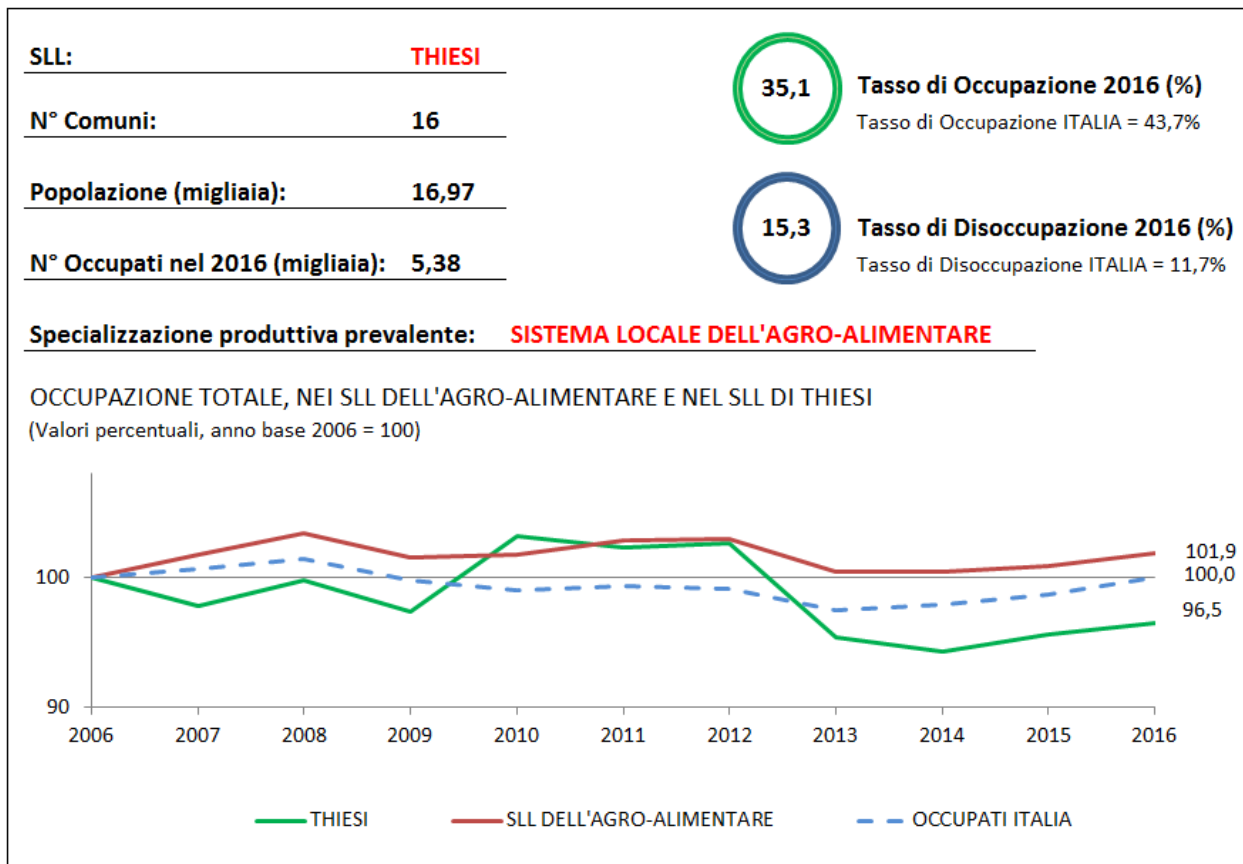 SLL: THIESI
N° Comuni: 16
Popolazione (migliaia): 16,97
N° Occupati nel 2016 (migliaia): 5,38
35,1 Tasso di Occupazione 2016 (%)
Tasso di Occupazione ITALIA = 43,7%
15,3 Tasso di Disoccupazione 2016 (%)
Tasso di Disoccupazione ITALIA = 11,7%
Specializzazione produttiva prevalente: SISTEMA LOCALE DELL'AGRO-ALIMENTARE
OCCUPAZIONE TOTALE, NEI SLL DELL'AGRO-ALIMENTARE E NEL SLL DI THIESI
(Valori percentuali, anno base 2006 = 100)
101,9
100 100,0
96,5
90
2006 2007 2008 2009 2010 2011 2012 2013 2014 2015 2016
THIESI SLL DELL'AGRO-ALIMENTARE OCCUPATI ITALIA